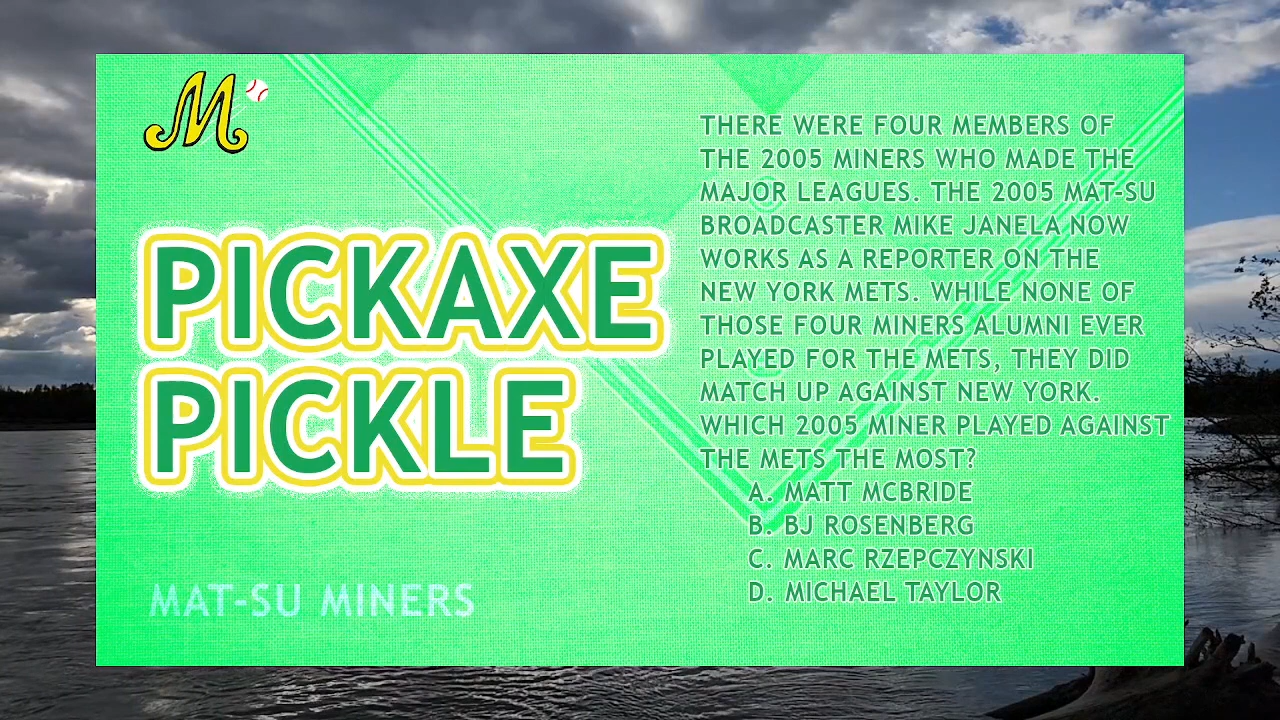 M
PICKAXE
PICKLE
MAT-SU MINERS
THERE WERE FOUR MEMBERS OF
THE 2005 MINERS WHO MADE THE
MAJOR LEAGUES. THE 2005 MAT-SU
BROADCASTER MIKE JANELA NOW
WORKS AS A REPORTER ON THE
NEW YORK METS. WHILE NONE OF
THOSE FOUR MINERS ALUMNI EVER
PLAYED FOR THE METS, THEY DID
MATCH UP AGAINST NEW YORK.
WHICH 2005 MINER PLAYED AGAINST
THE METS THE MOST?
A. MATT MCBRIDE
B. BJ ROSENBERG
C. MARC RZEPCZYNSKI
D. MICHAEL TAYLOR